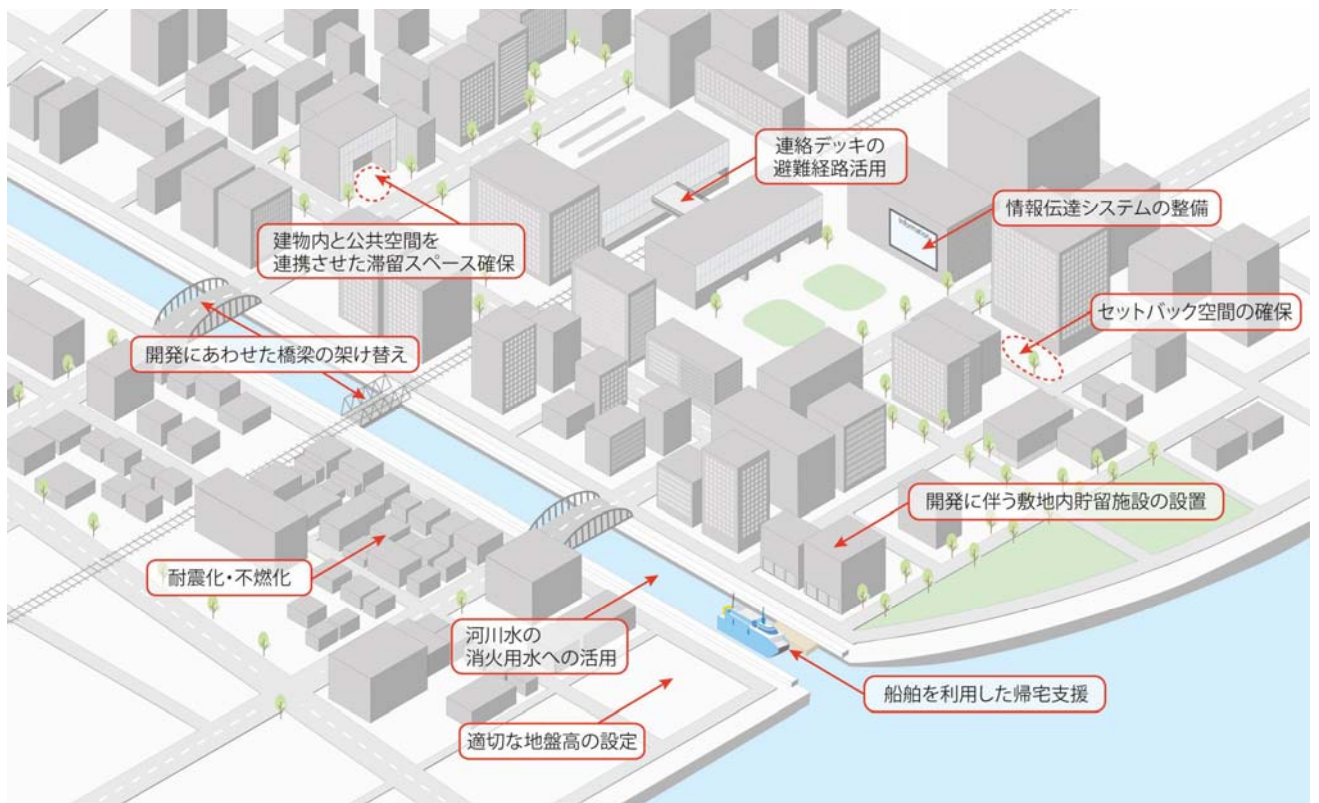 連絡デッキの
避難経路活用
情報伝達システムの整備
建物内と公共空間を
連携させた滞留スペース確保
セットバック空間の確保
開発にあわせた橋梁の架け替え
開発に伴う敷地内貯留施設の設置
耐震化・不燃化
河川水の
消火用水への活用
船舶を利用した帰宅支援
適切な地盤高の設定